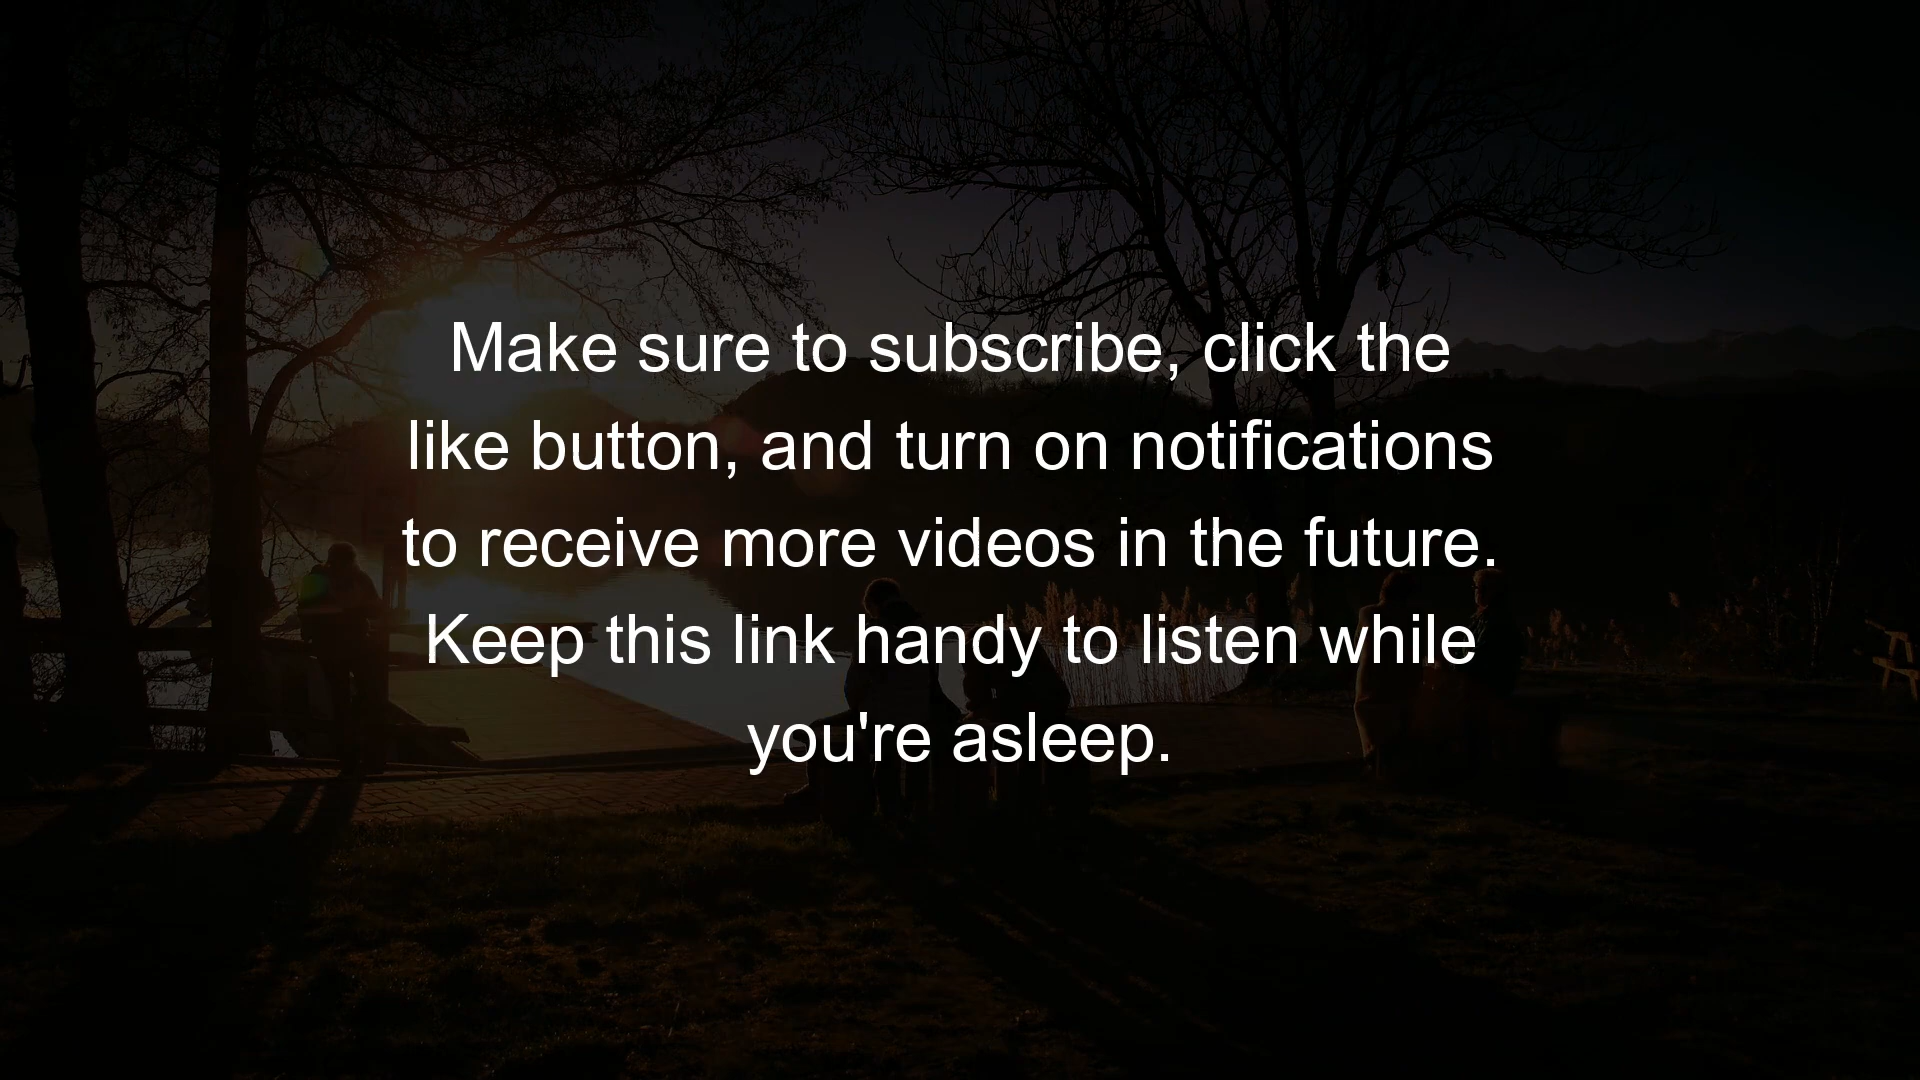 Make sure to subscribe, click the
like button, and turn on notifications
to receive more videos in the future.
Keep this link handy to listen while
you're asleep.